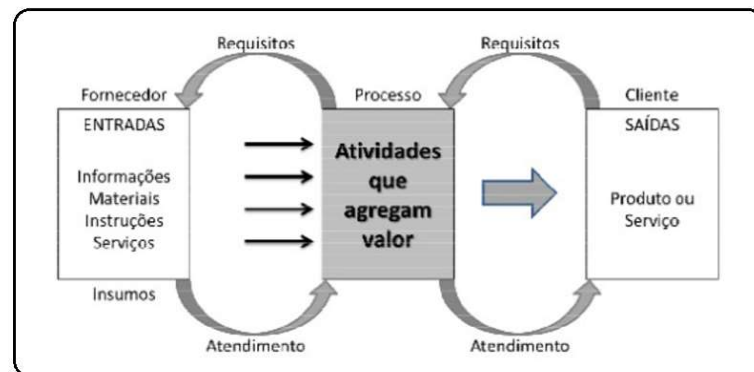 Requisitos
Requisitos
Fornecedor
Processo
Cliente
ENTRADAS
Informações
Materiais
Instruções
Serviços
Atividades
que
agregam
valor
SAÍDAS
Produto ou
Serviço
Insumos
Atendimento
Atendimento